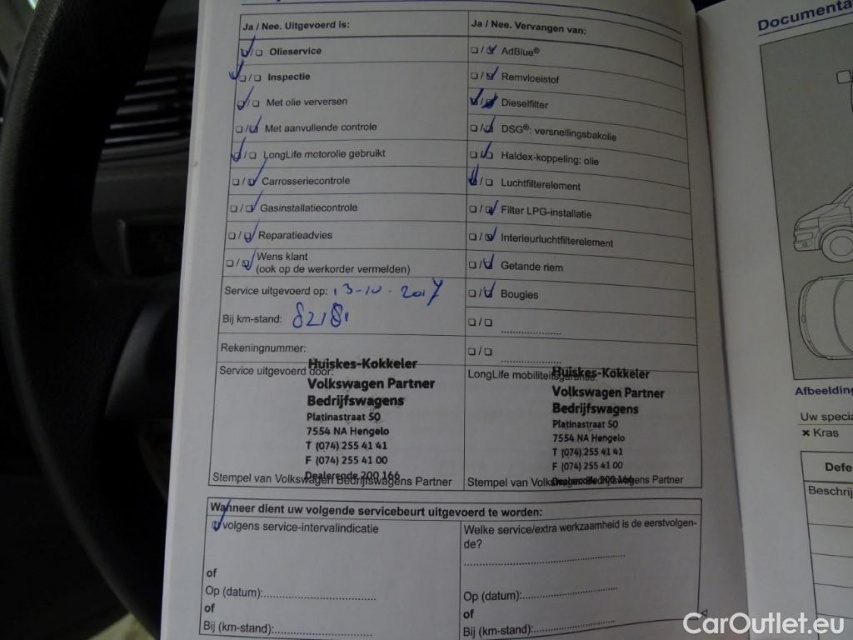 Ja / Nee. Uitgevoerd is:
Olieservice
Inspectie
Met olie verversen
Met aanvullende controle
LongLife motorolie gebruikt
Carrosseriecontrole
Gasinstallatiecontrole
Reparatieadvies
Wens klant
(ook op de werkorder vermelden)
Service uitgevoerd op: 13-10-2017
Bij km-stand: 82181
Rekeningnummer:
Service uitgevoerd door:
Huiskes-Kokkeler
Volkswagen Partner
Bedrijfswagens
Platinastraat 50
7554 NA Hengelo
T (074) 255 41 41
F (074) 255 41 00
Dealercode 200 166
Stempel van Volkswagen Bedrijfswagens Partner
Ja / Nee. Vervangen van:
AdBlue®
Remvloeistof
Dieselfilter
DSG®: versnellingsbakolie
Haldex-koppeling: olie
Luchtfilterelement
Filter LPG-installatie
Interieurluchtfilterelement
Getande riem
Bougies
LongLife mobiliteitsgarantie:
Huiskes-Kokkeler
Volkswagen Partner
Bedrijfswagens
Platinastraat 50
7554 NA Hengelo
T (074) 255 41 41
F (074) 255 41 00
Dealercode 200 166
Stempel van Volkswagen Bedrijfswagens Partner
Wanneer dient uw volgende servicebeurt uitgevoerd te worden:
volgens service-intervalindicatie
of
Op (datum):
of
Bij (km-stand):
Welke service/extra werkzaamheid is de eerstvolgen-
de?
Op (datum):
of
Bij (km-stand):
Documenta
Afbeelding
Uw specia
× Kras
Defe
Beschrij
CarOutlet.eu